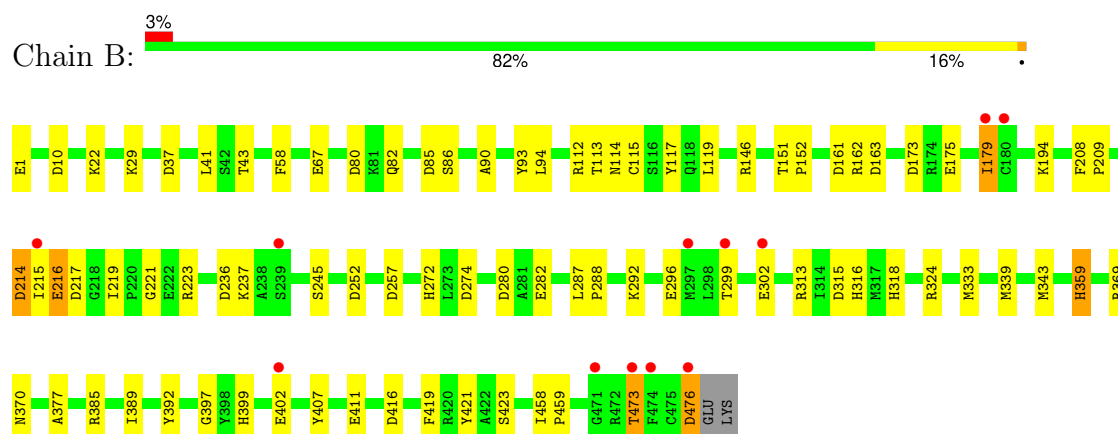 3%
Chain B:
82% 16% •
E1 D10 K22 K29 D37 L41 S42 T43 F58 E67 D80 K81 Q82 D85 S86 A90 Y93 L94 R112 T113 N114 C115 S116 Y117 Q118 L119 R146 T151 P152 D161 R162 D163 D173 R174 E175 I179 C180 K194 F208 P209
D214 I215 E216 D217 G218 I219 P220 G221 E222 R223 D236 K237 A238 S239 S245 D252 D257 H272 L273 D274 D280 A281 E282 L287 P288 K292 E296 M297 L298 T299 E302 R313 I314 D315 H316 M317 H318 R324 M333 M339 M343 H359
N370 A377 R385 I389 Y392 G397 Y398 H399 E402 Y407 E411 D416 F419 R420 Y421 A422 S423 I458 P459 G471 R472 T473 F474 C475 D476 GLU LYS